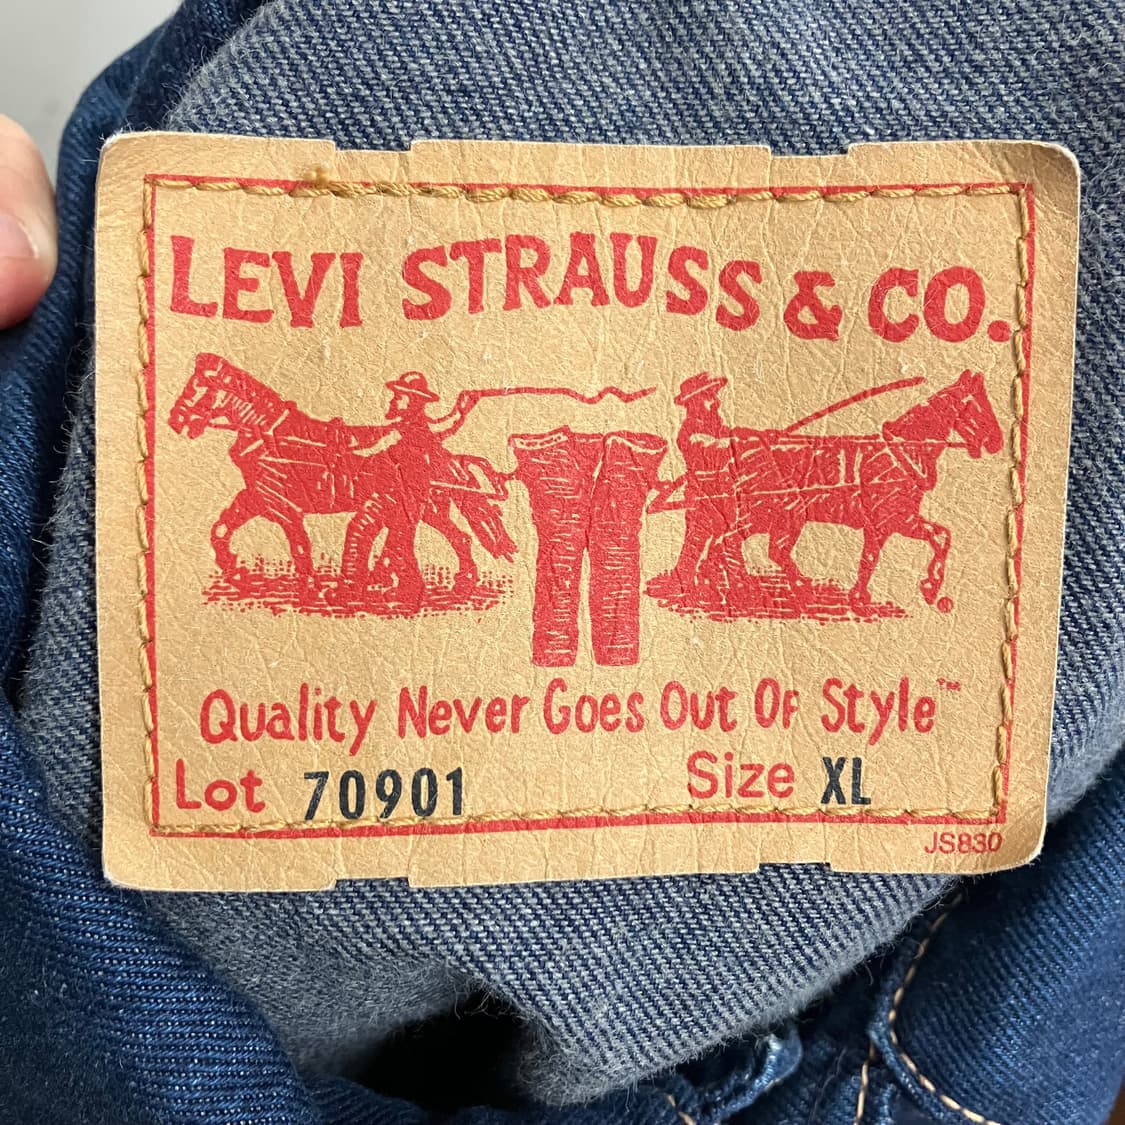 LEVI STRAUSS & CO.
Quality Never Goes Out Of Style™
Lot 70901 Size XL
JS830